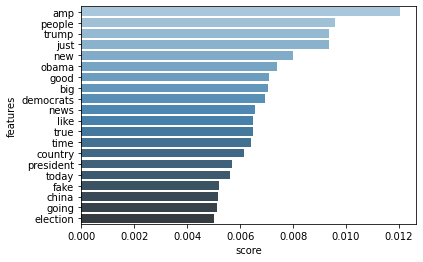 features
amp
people
trump
just
new
obama
good
big
democrats
news
like
true
time
country
president
today
fake
china
going
election
0.000 0.002 0.004 0.006 0.008 0.010 0.012
score